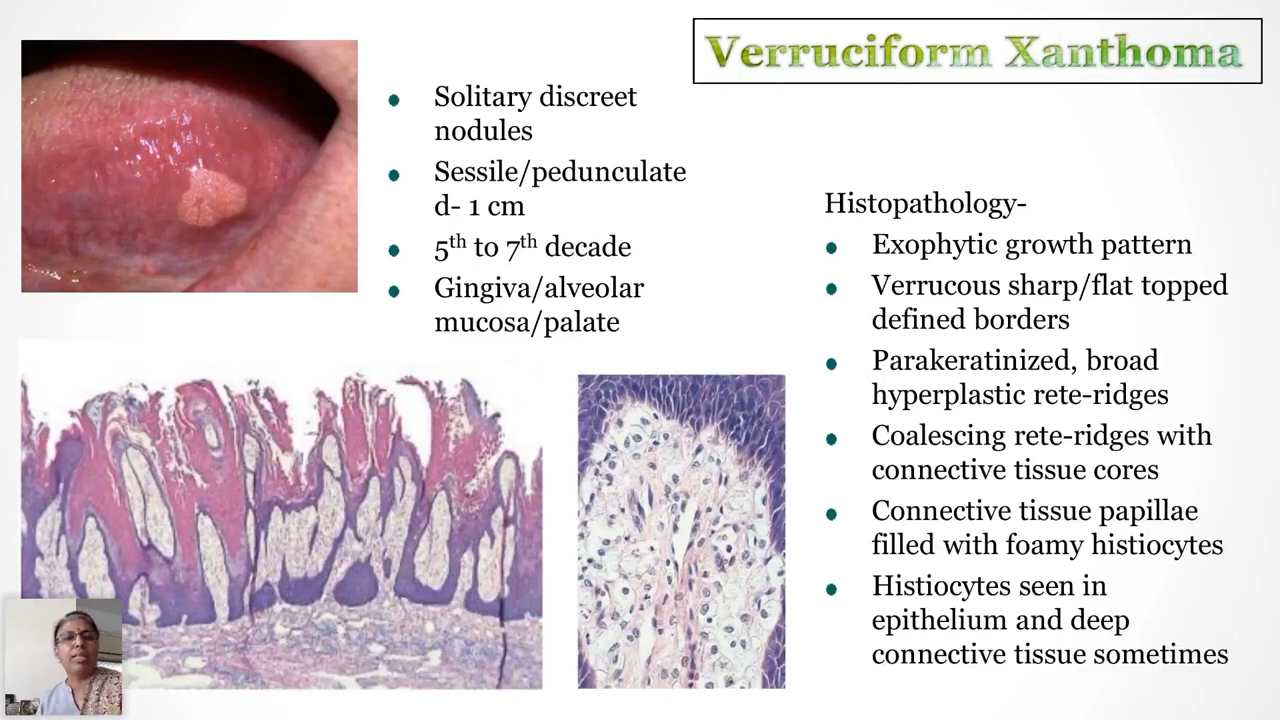 Verruciform Xanthoma
• Solitary discreet
nodules
• Sessile/pedunculate
d- 1 cm
• 5th to 7th decade
• Gingiva/alveolar
mucosa/palate
Histopathology-
• Exophytic growth pattern
• Verrucous sharp/flat topped
defined borders
• Parakeratinized, broad
hyperplastic rete-ridges
• Coalescing rete-ridges with
connective tissue cores
• Connective tissue papillae
filled with foamy histiocytes
• Histiocytes seen in
epithelium and deep
connective tissue sometimes